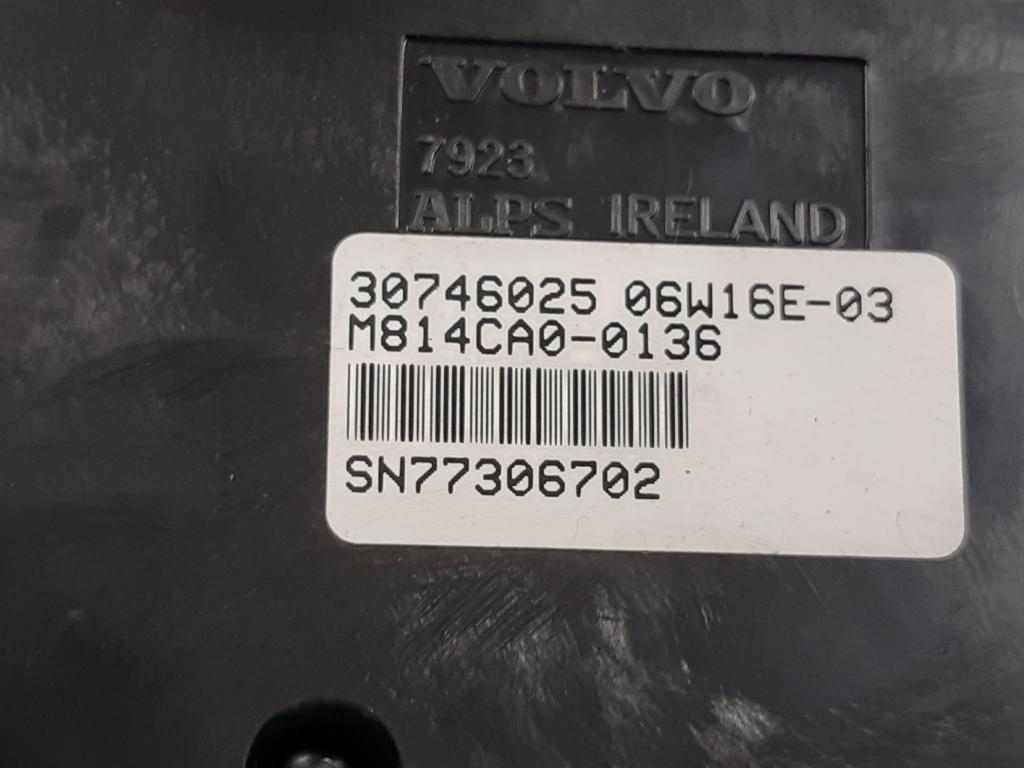 VOLVO
7923
ALPS IRELAND
30746025 06W16E-03
M814CA0-0136
SN77306702